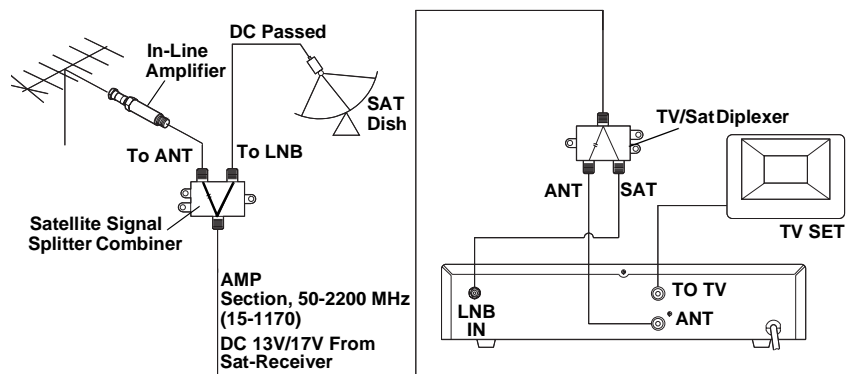 DC Passed
In-Line
Amplifier
SAT
Dish
To ANT
To LNB
Satellite Signal
Splitter Combiner
AMP
Section, 50-2200 MHz
(15-1170)
DC 13V/17V From
Sat-Receiver
TV/Sat Diplexer
ANT
SAT
TV SET
LNB
IN
TO TV
ANT